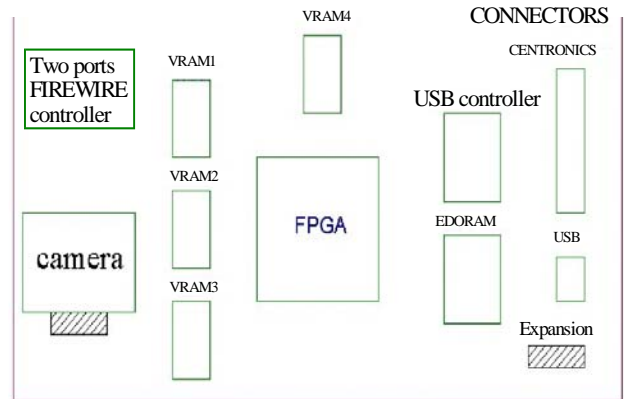 VRAM4
CONNECTORS
CENTRONICS
Two ports
FIREWIRE
controller
VRAM1
USB controller
VRAM2
FPGA
EDORAM
USB
camera
VRAM3
Expansion